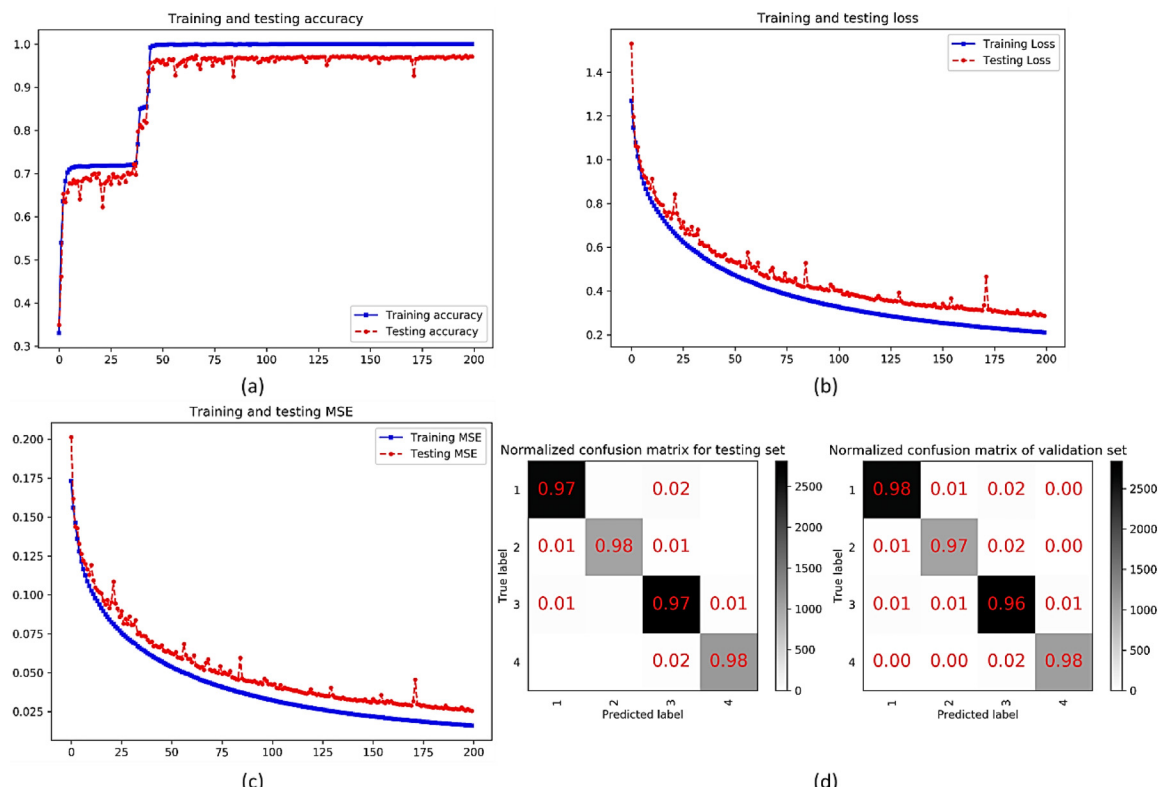 Training and testing accuracy
1.0
0.9
0.8
0.7
0.6
0.5
0.4
0.3
Training accuracy
Testing accuracy
0 25 50 75 100 125 150 175 200
(a)
Training and testing loss
1.4
1.2
1.0
0.8
0.6
0.4
0.2
Training Loss
Testing Loss
0 25 50 75 100 125 150 175 200
(b)
Training and testing MSE
0.200
0.175
0.150
0.125
0.100
0.075
0.050
0.025
Training MSE
Testing MSE
0 25 50 75 100 125 150 175 200
(c)
Normalized confusion matrix for testing set
True label
1 0.97 0.02
2 0.01 0.98 0.01
3 0.01 0.97 0.01
4 0.02 0.98
1 2 3 4
Predicted label
2500
2000
1500
1000
500
0
Normalized confusion matrix of validation set
True label
1 0.98 0.01 0.02 0.00
2 0.01 0.97 0.02 0.00
3 0.01 0.01 0.96 0.01
4 0.00 0.00 0.02 0.98
1 2 3 4
Predicted label
2500
2000
1500
1000
500
0
(d)